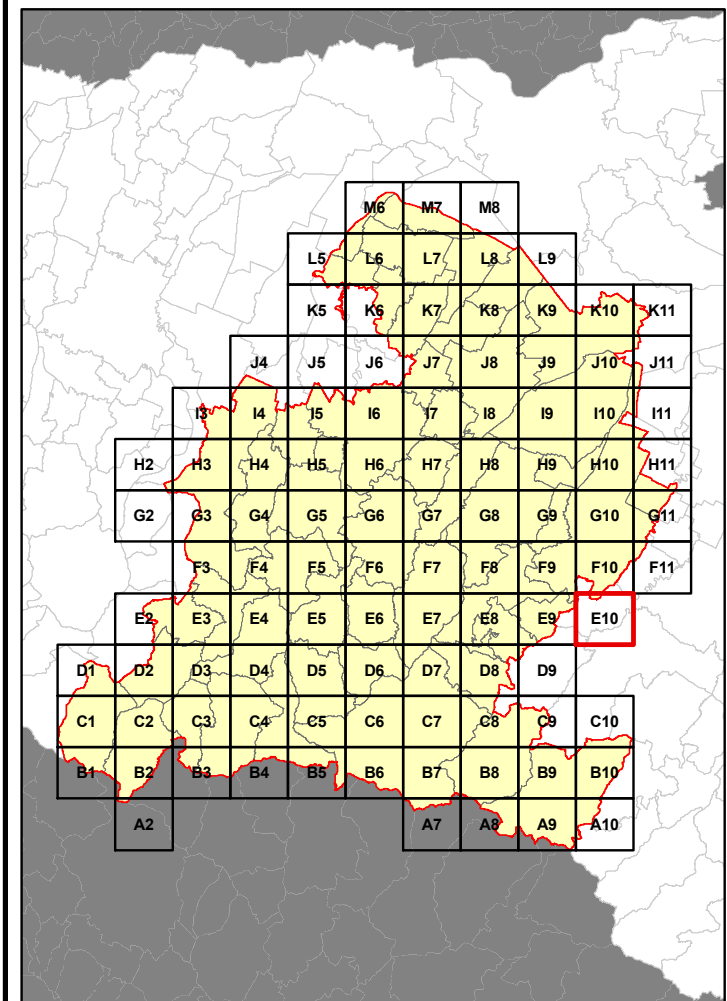 M6 M7 M8
L5 L6 L7 L8 L9
K5 K6 K7 K8 K9 K10 K11
J4 J5 J6 J7 J8 J9 J10 J11
I3 I4 I5 I6 I7 I8 I9 I10 I11
H2 H3 H4 H5 H6 H7 H8 H9 H10 H11
G2 G3 G4 G5 G6 G7 G8 G9 G10 G11
F3 F4 F5 F6 F7 F8 F9 F10 F11
E2 E3 E4 E5 E6 E7 E8 E9 E10
D1 D2 D3 D4 D5 D6 D7 D8 D9
C1 C2 C3 C4 C5 C6 C7 C8 C9 C10
B1 B2 B3 B4 B5 B6 B7 B8 B9 B10
A2 A7 A8 A9 A10